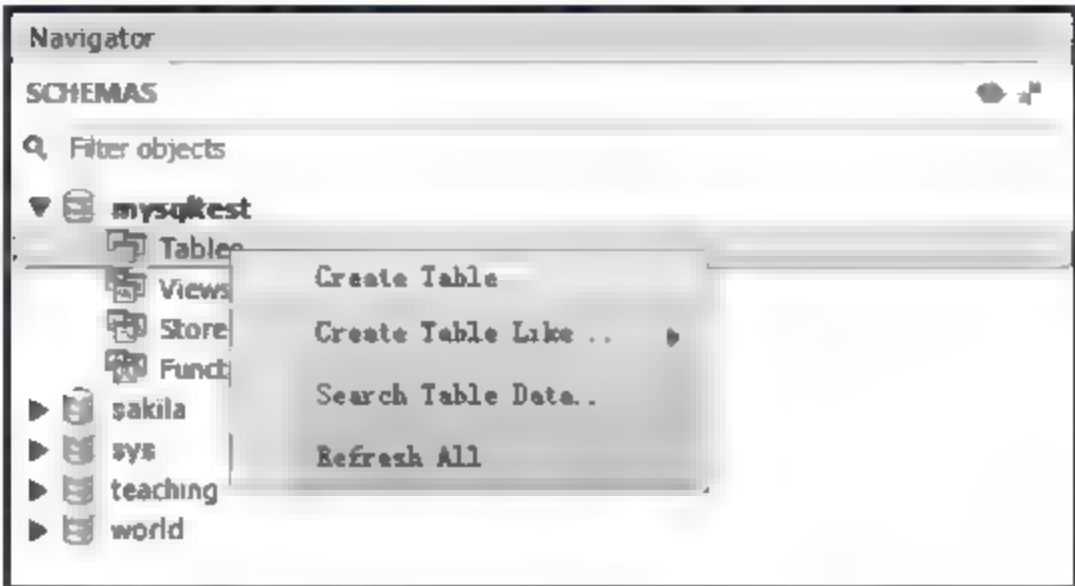 Navigator
SCHEMAS
Filter objects
mysqltest
Tables
Views
Store
Funct
Create Table
Create Table Like ..
Search Table Data..
Refresh All
sakila
sys
teaching
world